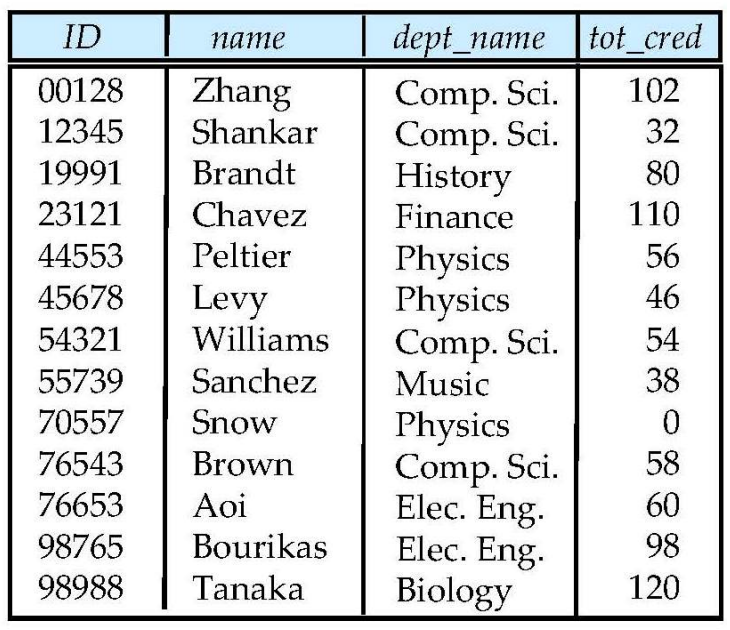 ID name dept_name tot_cred
00128 Zhang Comp. Sci. 102
12345 Shankar Comp. Sci. 32
19991 Brandt History 80
23121 Chavez Finance 110
44553 Peltier Physics 56
45678 Levy Physics 46
54321 Williams Comp. Sci. 54
55739 Sanchez Music 38
70557 Snow Physics 0
76543 Brown Comp. Sci. 58
76653 Aoi Elec. Eng. 60
98765 Bourikas Elec. Eng. 98
98988 Tanaka Biology 120